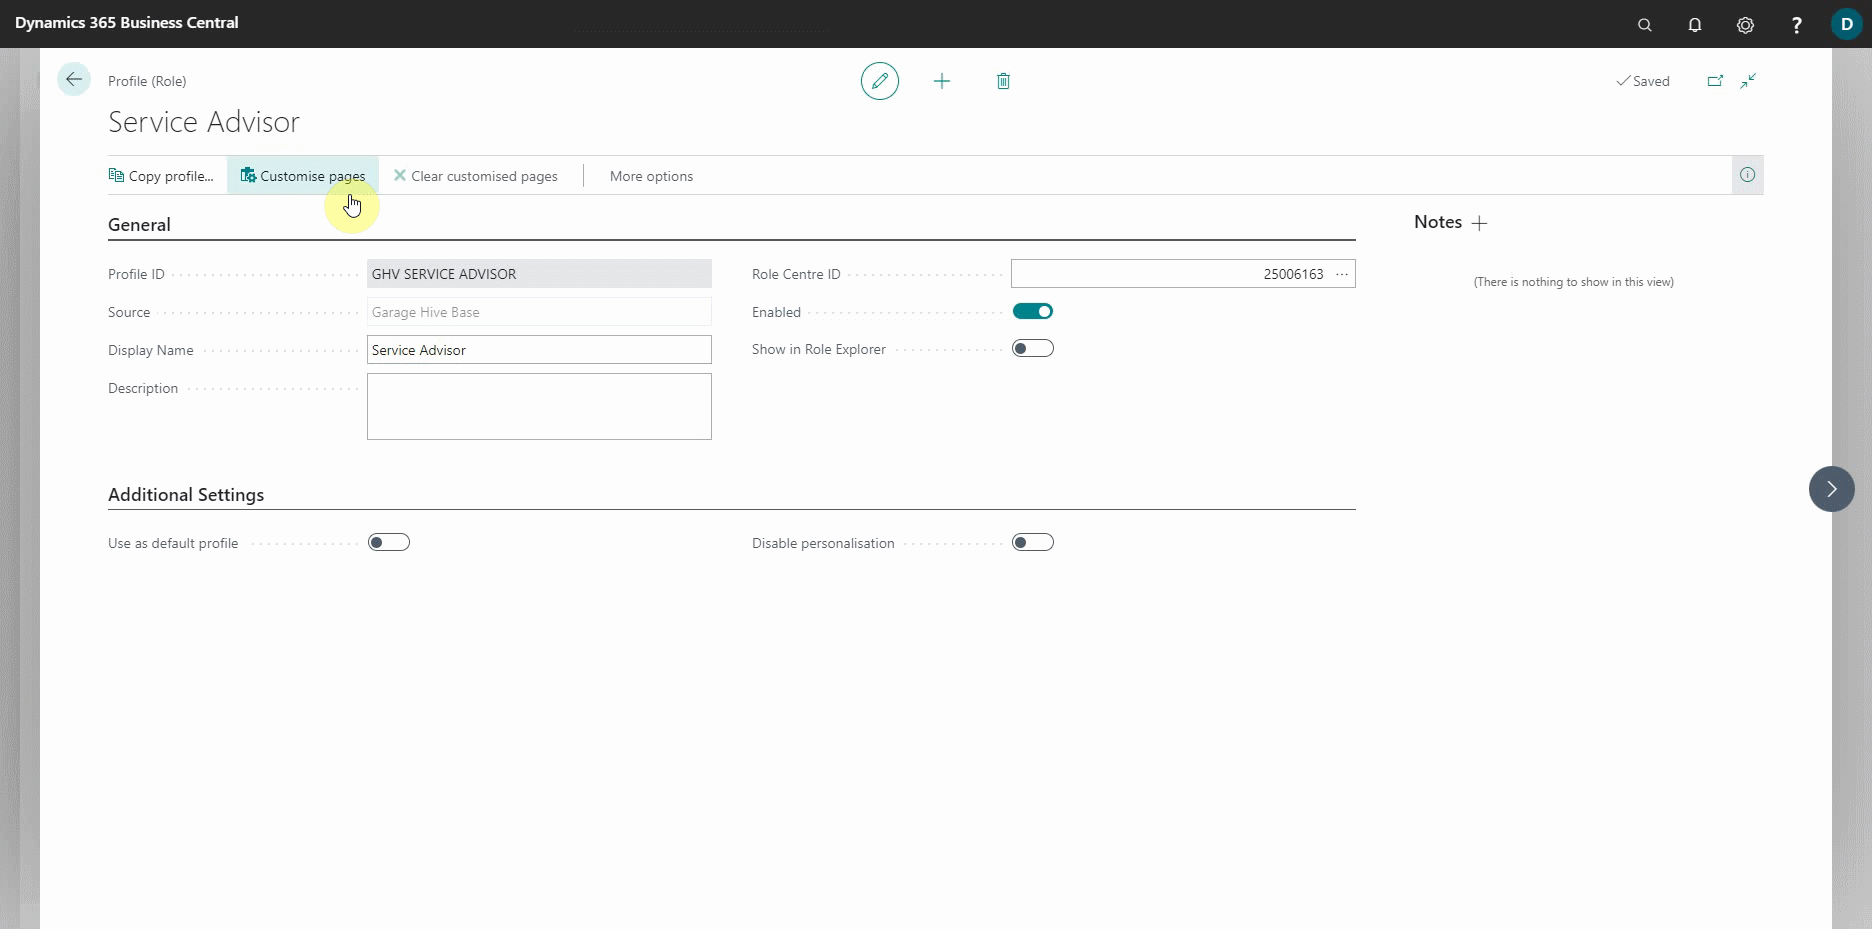 Dynamics 365 Business Central
?
D
Profile (Role)
Saved
Service Advisor
Copy profile... Customise pages Clear customised pages More options
General
Notes
Profile ID GHV SERVICE ADVISOR
Role Centre ID 25006163 ...
(There is nothing to show in this view)
Source Garage Hive Base
Enabled
Display Name Service Advisor
Show in Role Explorer
Description
Additional Settings
Use as default profile
Disable personalisation